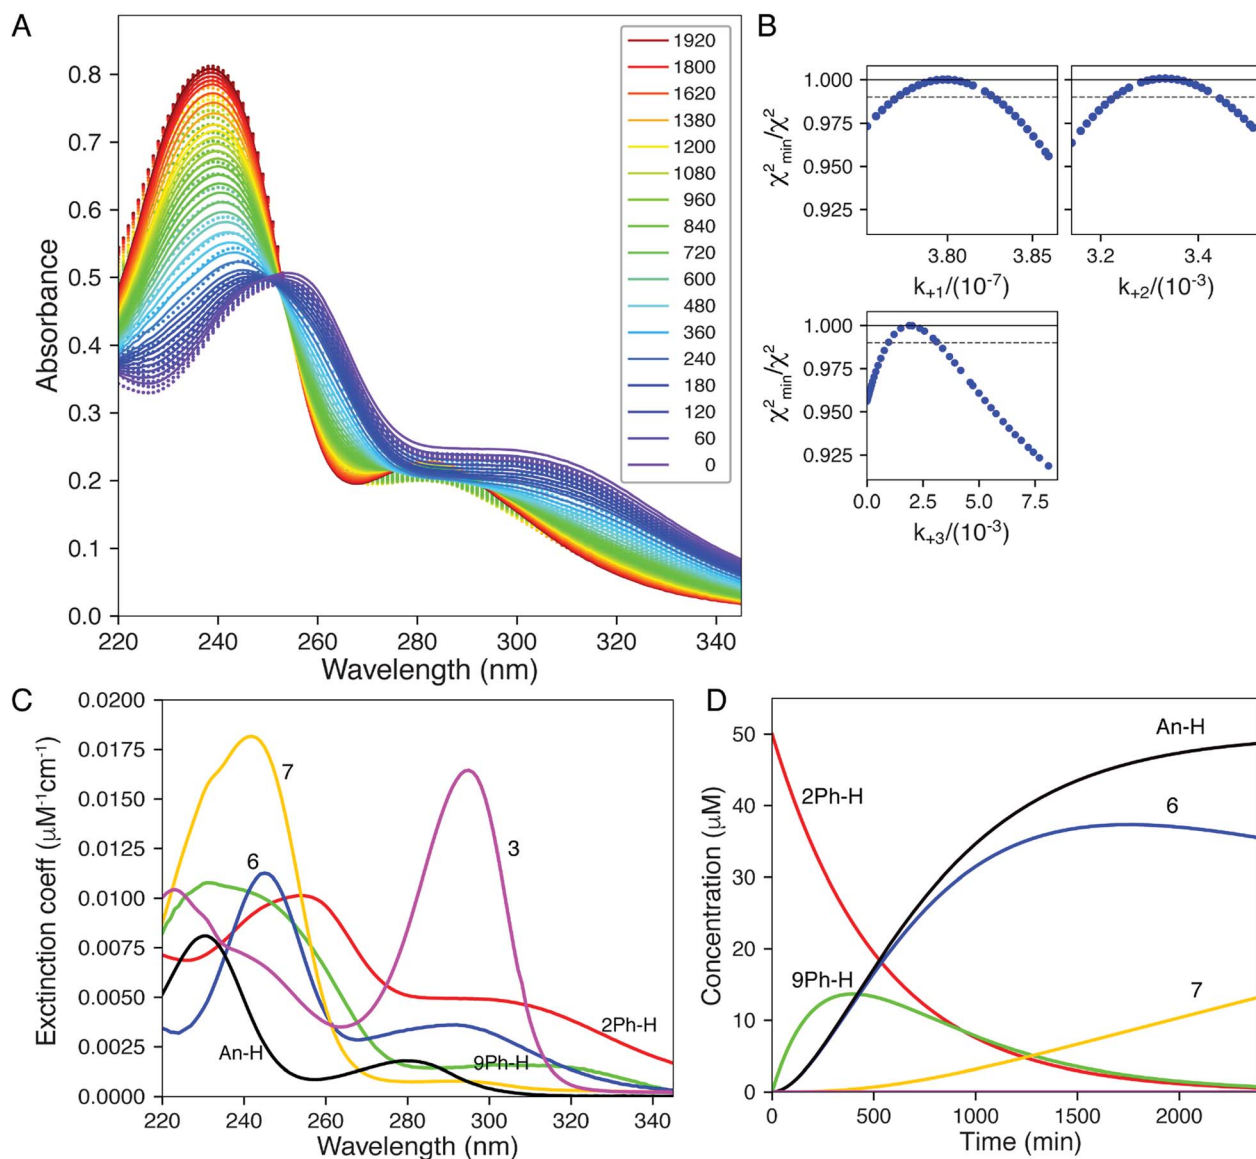 A
B
0.8
0.7
0.6
0.5
0.4
0.3
0.2
0.1
0.0
Absorbance
220 240 260 280 300 320 340
Wavelength (nm)
1920
1800
1620
1380
1200
1080
960
840
720
600
480
360
240
180
120
60
0
1.000
0.975
0.950
0.925
χ²min/χ²
3.80 3.85
k+1/(10-7)
3.2 3.4
k+2/(10-3)
1.000
0.975
0.950
0.925
χ²min/χ²
0.0 2.5 5.0 7.5
k+3/(10-3)
C
0.0200
0.0175
0.0150
0.0125
0.0100
0.0075
0.0050
0.0025
0.0000
Exctinction coeff (μM-1cm-1)
7
6
3
2Ph-H
An-H
9Ph-H
220 240 260 280 300 320 340
Wavelength (nm)
D
50
40
30
20
10
0
Concentration (μM)
An-H
2Ph-H
6
9Ph-H
7
0 500 1000 1500 2000
Time (min)